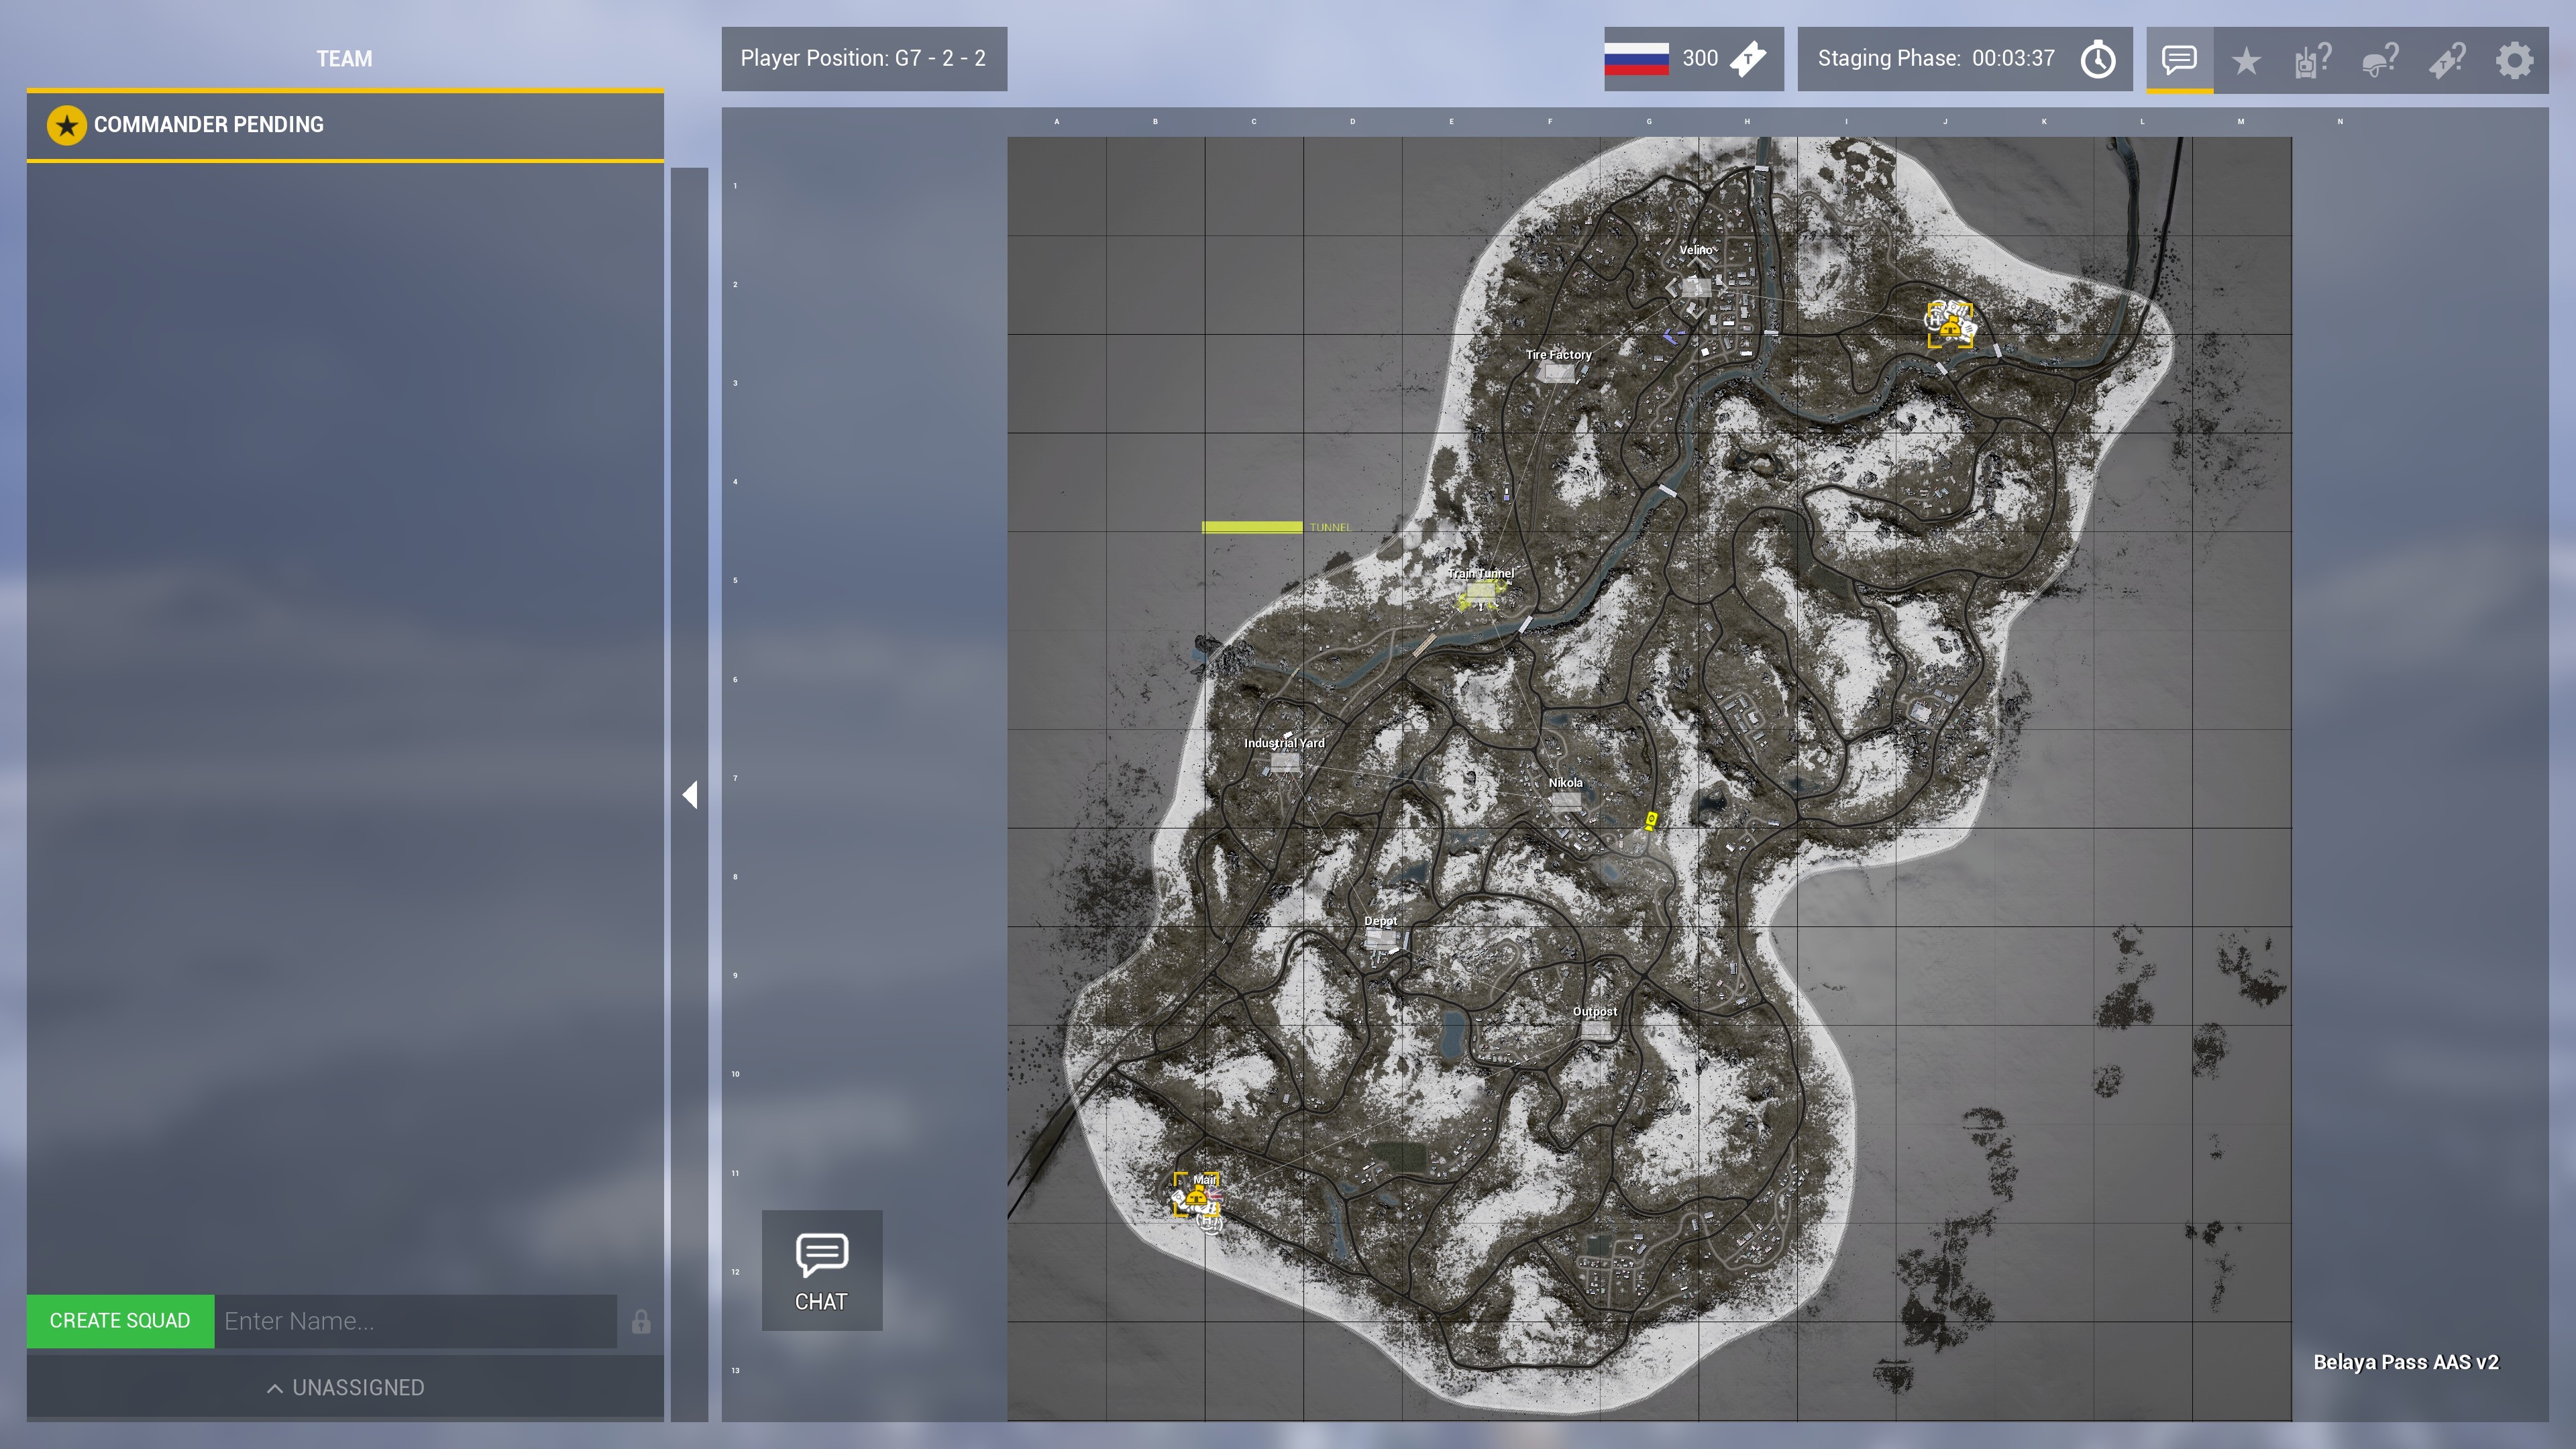 TEAM
Player Position: G7 - 2 - 2
300
T
Staging Phase: 00:03:37
COMMANDER PENDING
A B C D E F G H I J K L M N
1
Velino
2
Tire Factory
3
4
TUNNEL
Train Tunnel
5
6
Industrial Yard
7
Nikola
8
Depot
9
Outpost
10
11
Main
H
12
CHAT
CREATE SQUAD
Enter Name...
13
Belaya Pass AAS v2
UNASSIGNED